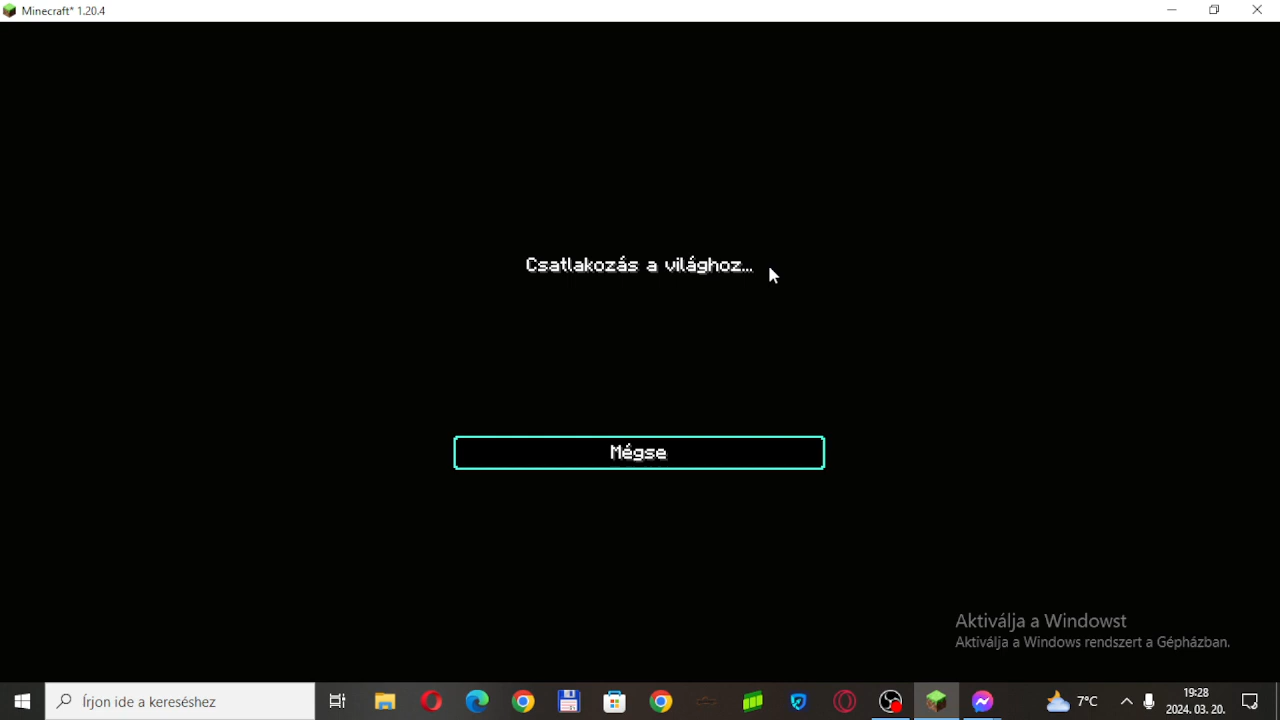 Minecraft* 1.20.4
Csatlakozás a világhoz...
Mégse
Aktiválja a Windowst
Aktiválja a Windows rendszert a Gépházban.
Írjon ide a kereséshez
7°C
19:28
2024. 03. 20.